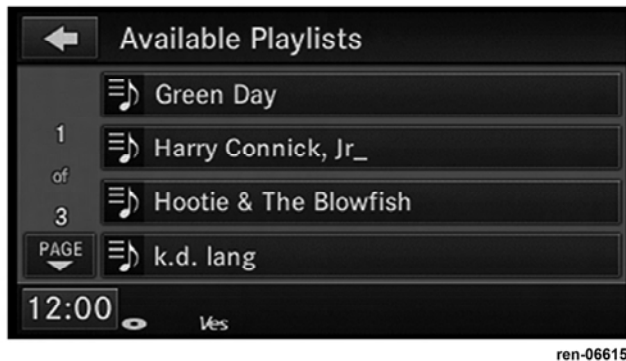 Available Playlists
Green Day
1
Harry Connick, Jr_
of
Hootie & The Blowfish
3
PAGE
k.d. lang
12:00
Ves
ren-06615